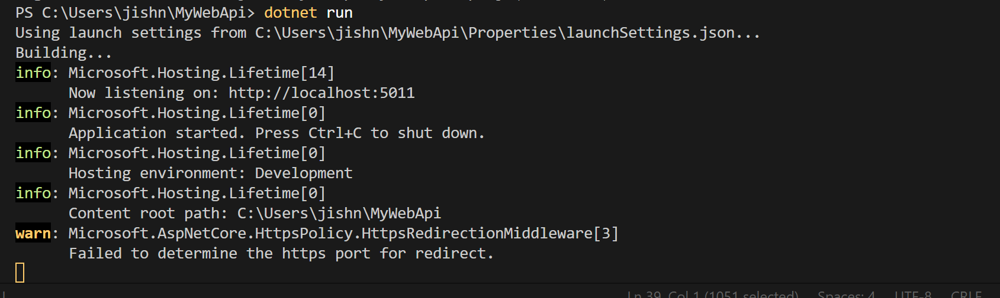 PS C:\Users\jishn\MyWebApi> dotnet run
Using launch settings from C:\Users\jishn\MyWebApi\Properties\launchSettings.json...
Building...
info: Microsoft.Hosting.Lifetime[14]
      Now listening on: http://localhost:5011
info: Microsoft.Hosting.Lifetime[0]
      Application started. Press Ctrl+C to shut down.
info: Microsoft.Hosting.Lifetime[0]
      Hosting environment: Development
info: Microsoft.Hosting.Lifetime[0]
      Content root path: C:\Users\jishn\MyWebApi
warn: Microsoft.AspNetCore.HttpsPolicy.HttpsRedirectionMiddleware[3]
      Failed to determine the https port for redirect.
Ln 39, Col 1 (1051 selected) Spaces: 4 UTF-8 CRLF